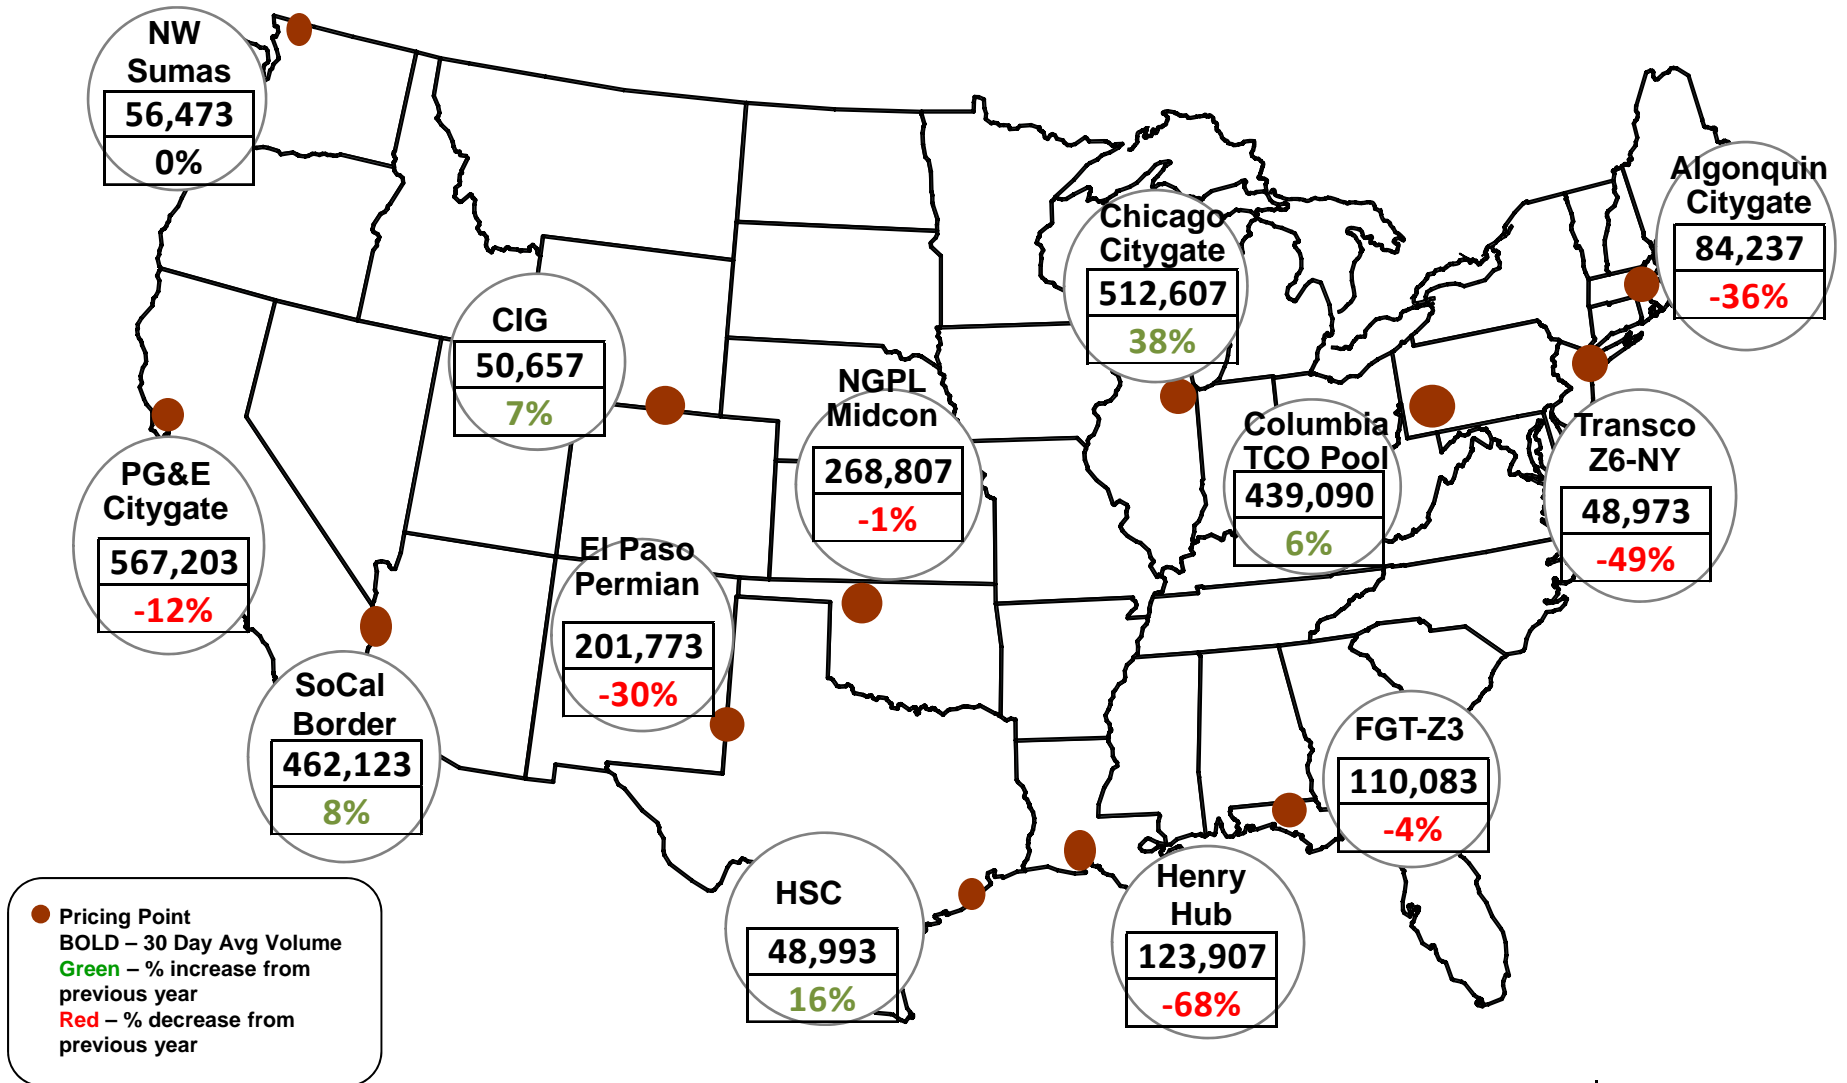 NW
Sumas
56,473
0%
Algonquin
Citygate
84,237
-36%
Chicago
Citygate
512,607
38%
CIG
50,657
7%
NGPL
Midcon
268,807
-1%
Columbia
TCO Pool
439,090
6%
Transco
Z6-NY
48,973
-49%
PG&E
Citygate
567,203
-12%
El Paso
Permian
201,773
-30%
SoCal
Border
462,123
8%
FGT-Z3
110,083
-4%
HSC
48,993
16%
Henry
Hub
123,907
-68%
Pricing Point
BOLD – 30 Day Avg Volume
Green – % increase from
previous year
Red – % decrease from
previous year